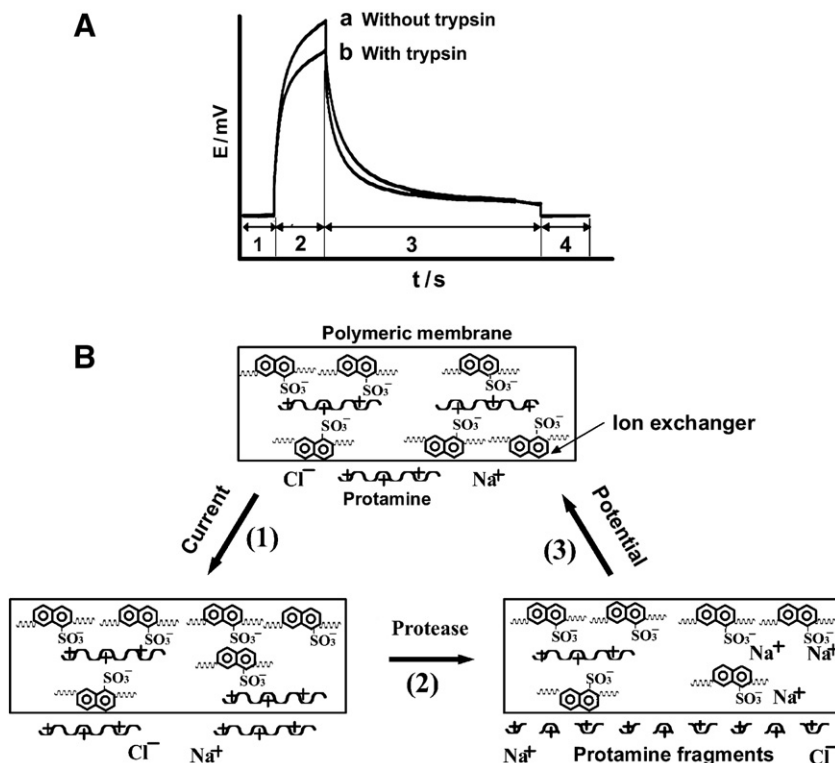 A
a Without trypsin
b With trypsin
E/mV
1 2 3 4
t/s
B
Polymeric membrane
SO₃⁻ SO₃⁻ SO₃⁻
SO₃⁻ SO₃⁻ SO₃⁻
Ion exchanger
Cl⁻ Na⁺
Protamine
Current
(1)
(3)
Potential
SO₃⁻ SO₃⁻ SO₃⁻ SO₃⁻
SO₃⁻
SO₃⁻
Cl⁻ Na⁺
Protease
(2)
SO₃⁻ SO₃⁻ SO₃⁻ SO₃⁻
Na⁺ Na⁺
SO₃⁻ SO₃⁻ Na⁺
Na⁺ Protamine fragments Cl⁻